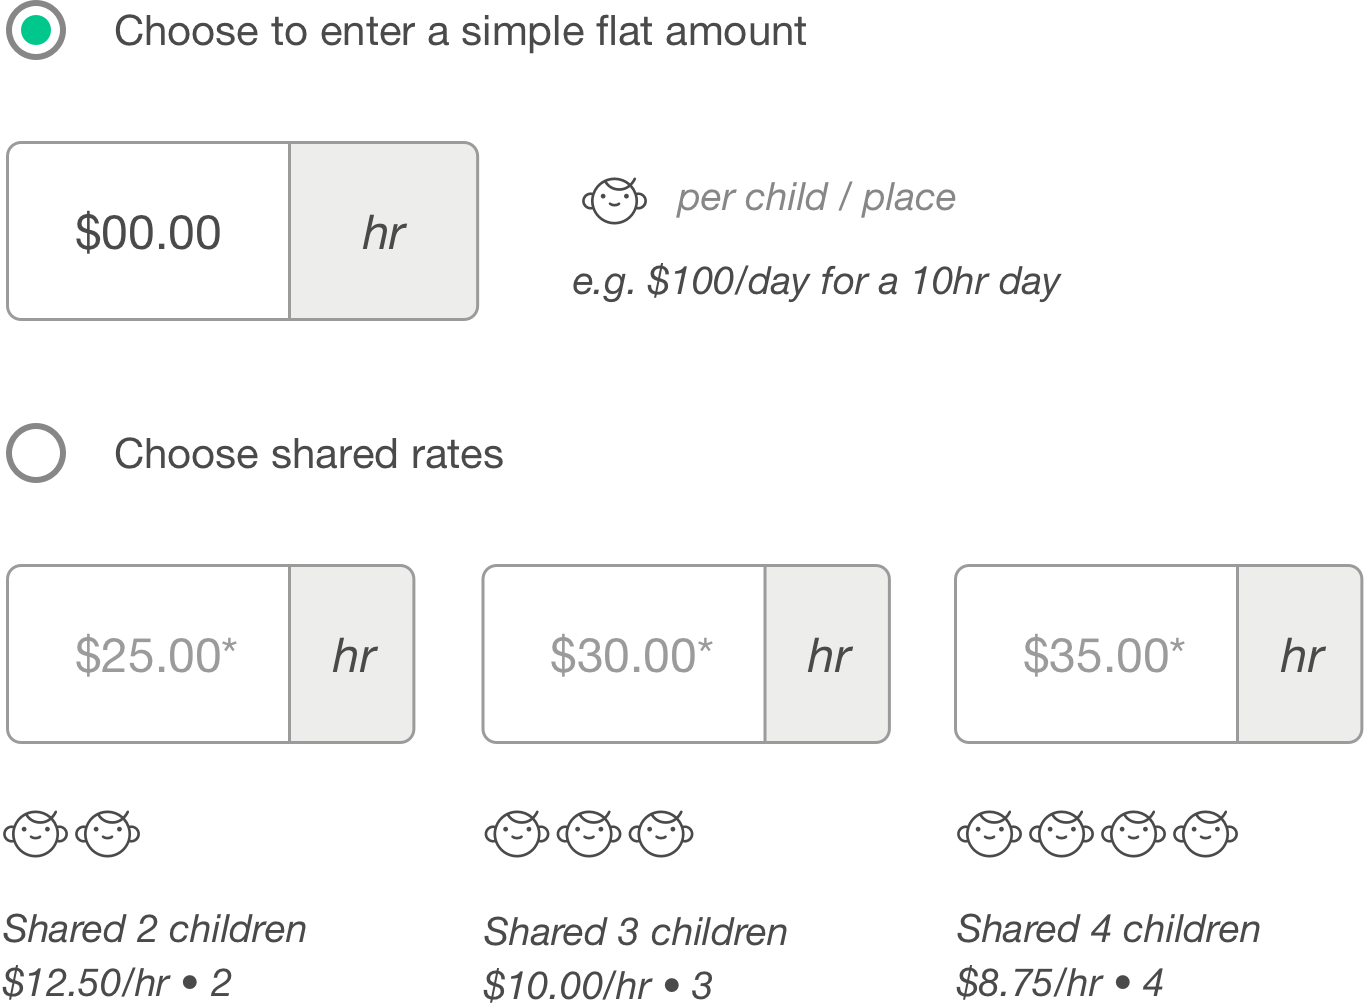 Choose to enter a simple flat amount
$00.00 hr
per child / place
e.g. $100/day for a 10hr day
Choose shared rates
$25.00* hr
$30.00* hr
$35.00* hr
Shared 2 children
$12.50/hr • 2
Shared 3 children
$10.00/hr • 3
Shared 4 children
$8.75/hr • 4